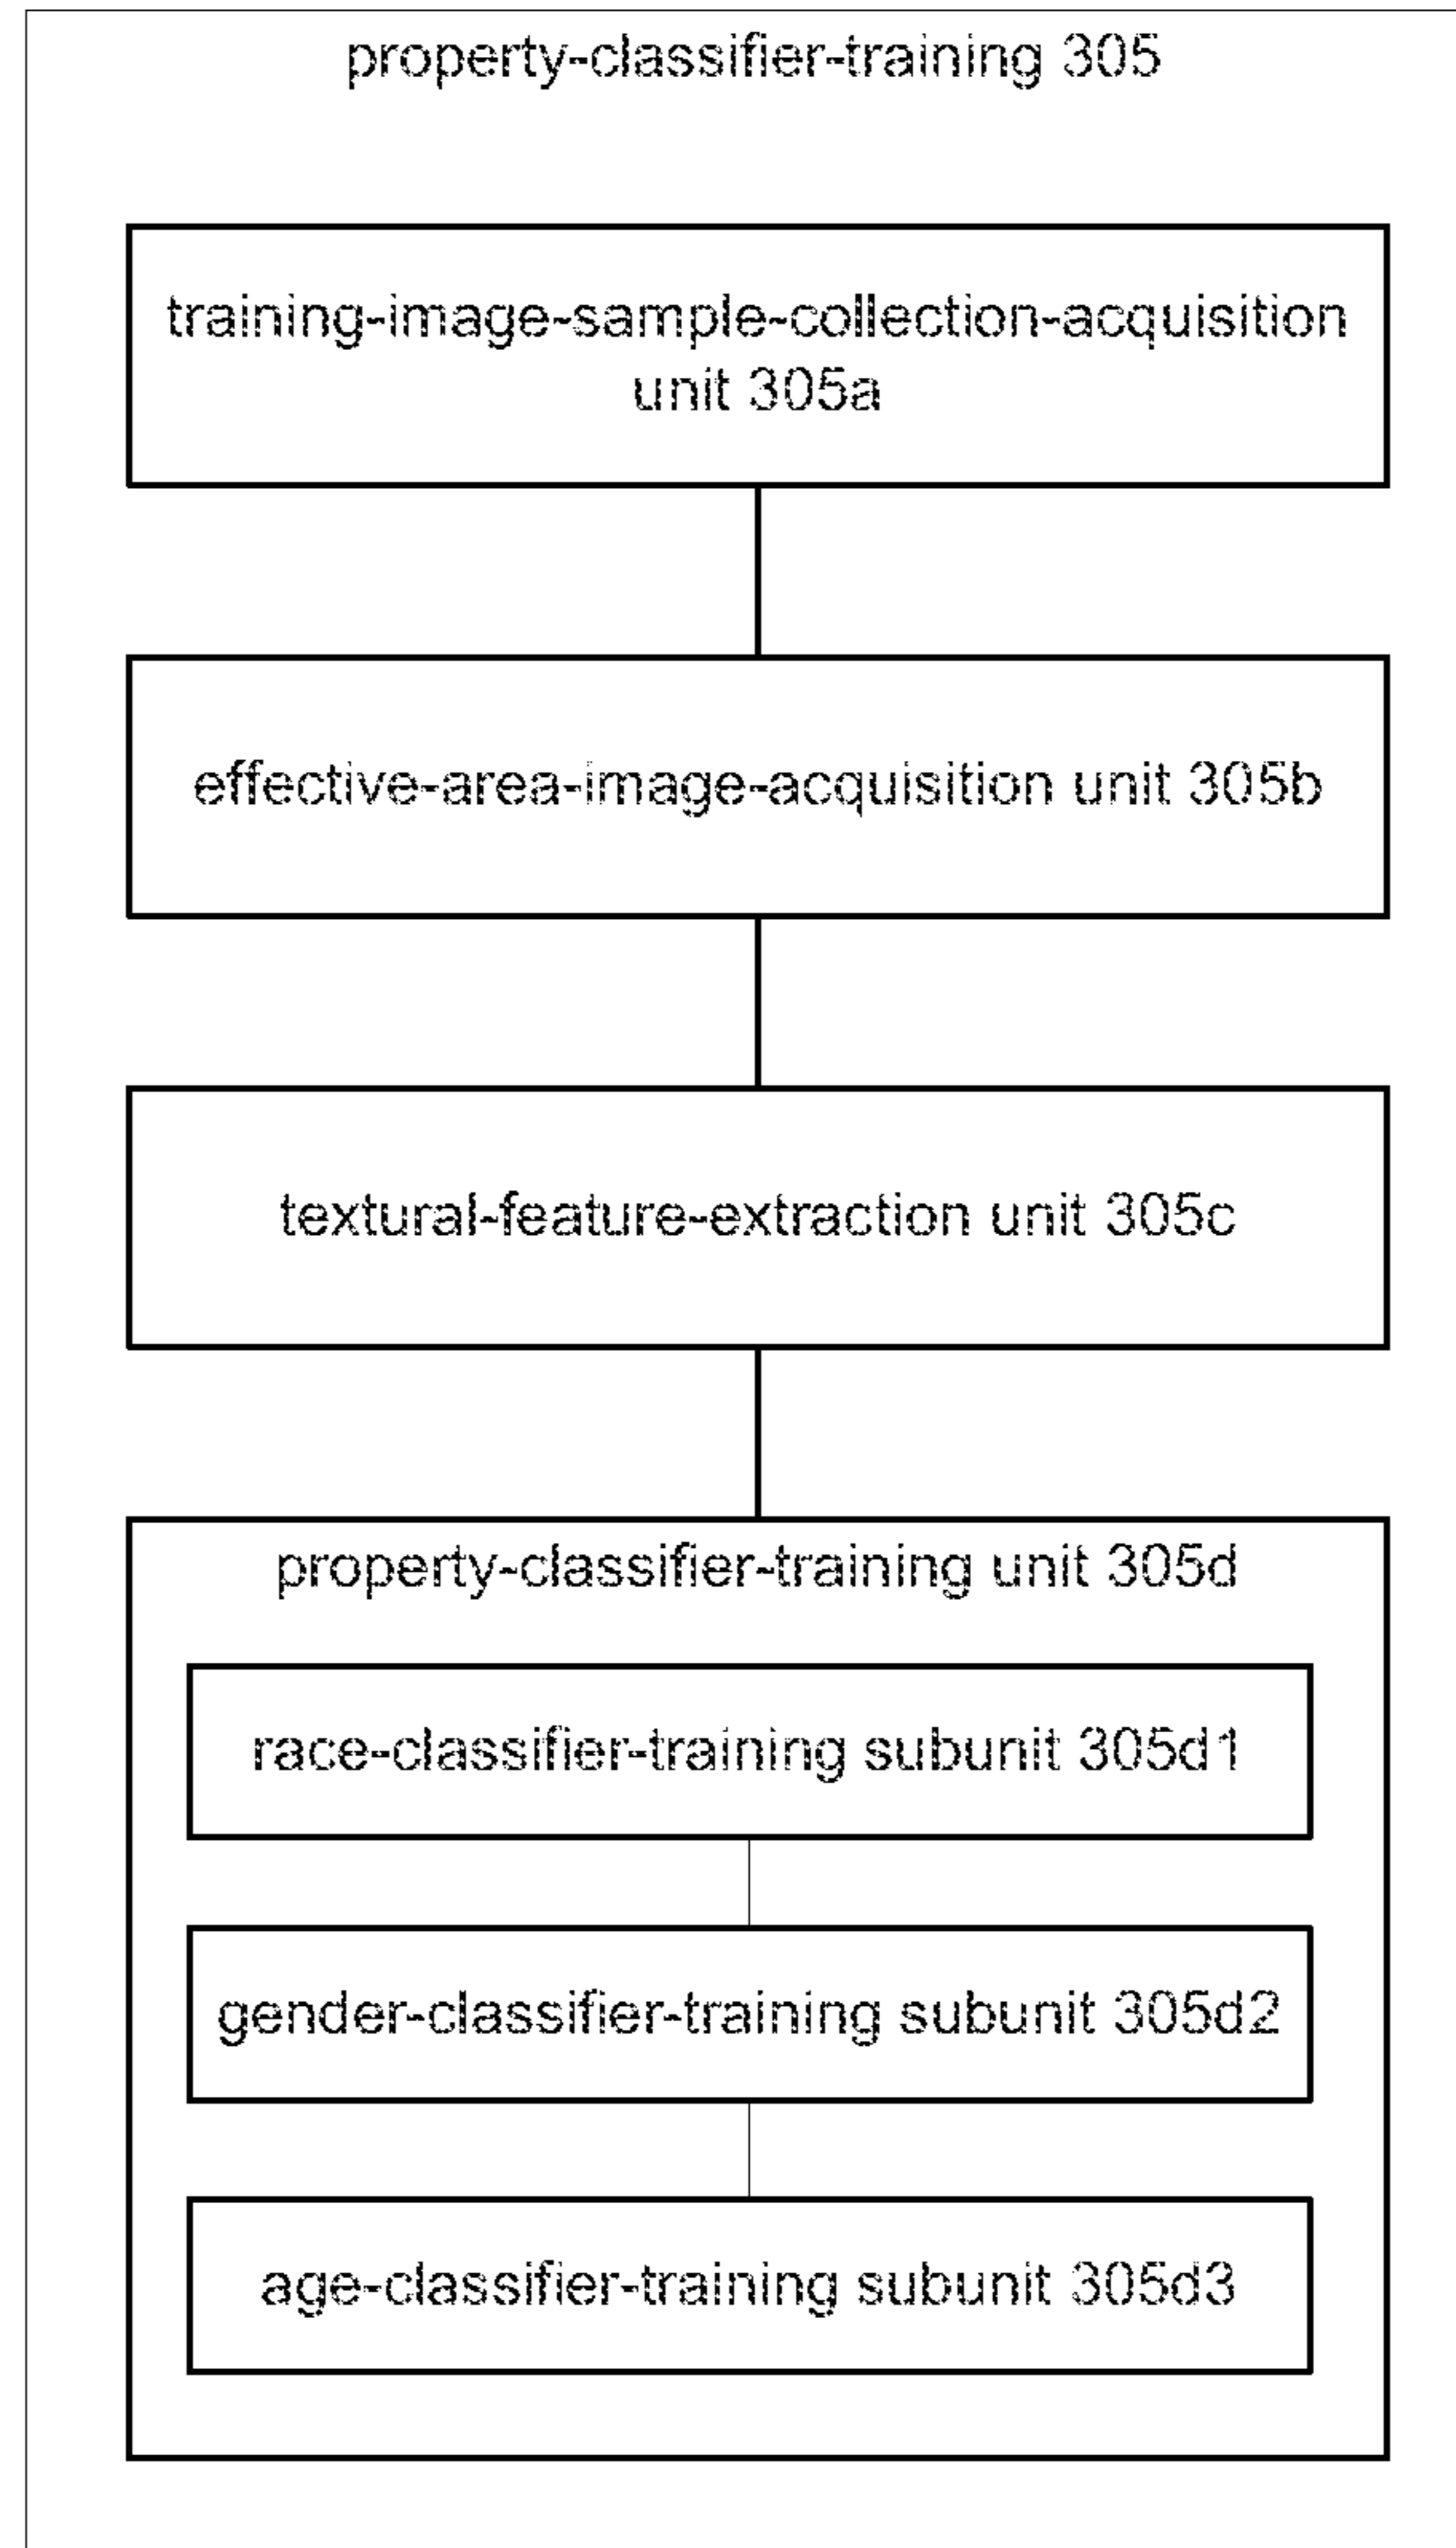 property-classifier-training 305
training-image-sample-collection-acquisition
unit 305a
effective-area-image-acquisition unit 305b
textural-feature-extraction unit 305c
property-classifier-training unit 305d
race-classifier-training subunit 305d1
gender-classifier-training subunit 305d2
age-classifier-training subunit 305d3